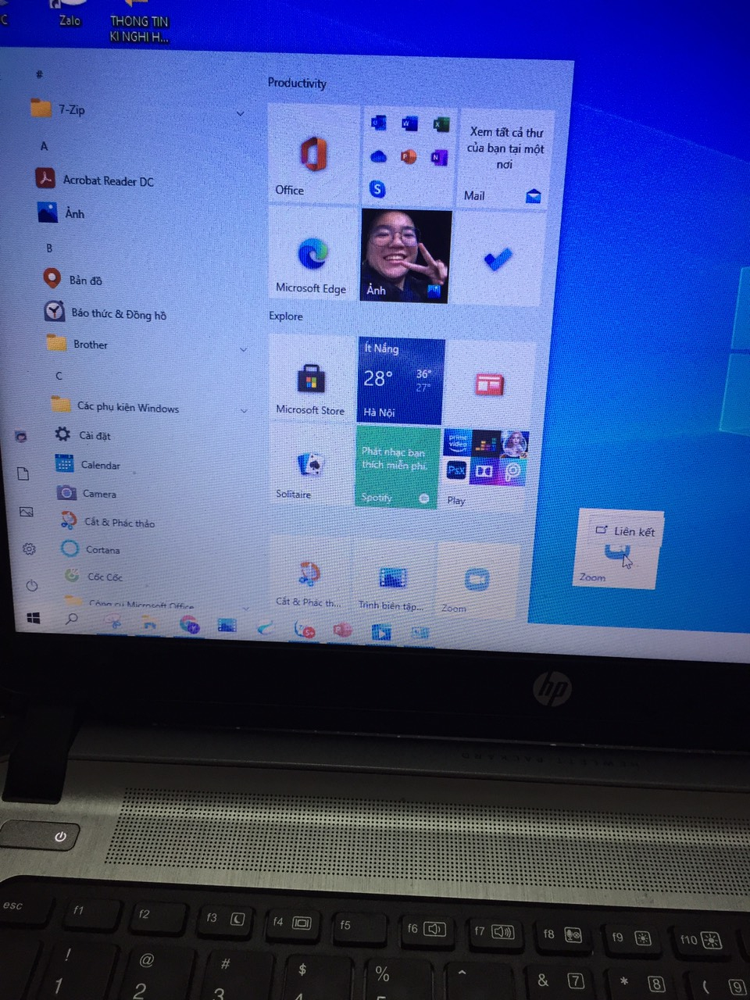 Zalo
THÔNG TIN
KÌ NGHỈ H...
#
7-Zip
A
Acrobat Reader DC
Ảnh
B
Bản đồ
Báo thức & Đồng hồ
Brother
C
Các phụ kiện Windows
Cài đặt
Calendar
Camera
Cắt & Phác thảo
Cortana
Cốc Cốc
Công cụ Microsoft Office
Productivity
Office
Xem tất cả thư
của bạn tại một
nơi
Mail
Microsoft Edge
Ảnh
Explore
Microsoft Store
Ít Nắng
28°
36°
27°
Hà Nội
Solitaire
Phát nhạc bạn
thích miễn phí.
Spotify
prime
video
Play
Cắt & Phác th...
Trình biên tập...
Zoom
Liên kết
Zoom
5+
hp
HEWLETT PACKARD
esc
f1
f2
f3
f4
f5
f6
f7
f8
f9
f10
!
1
@
2
#
3
$
4
%
^
&
7
*
8
(
9